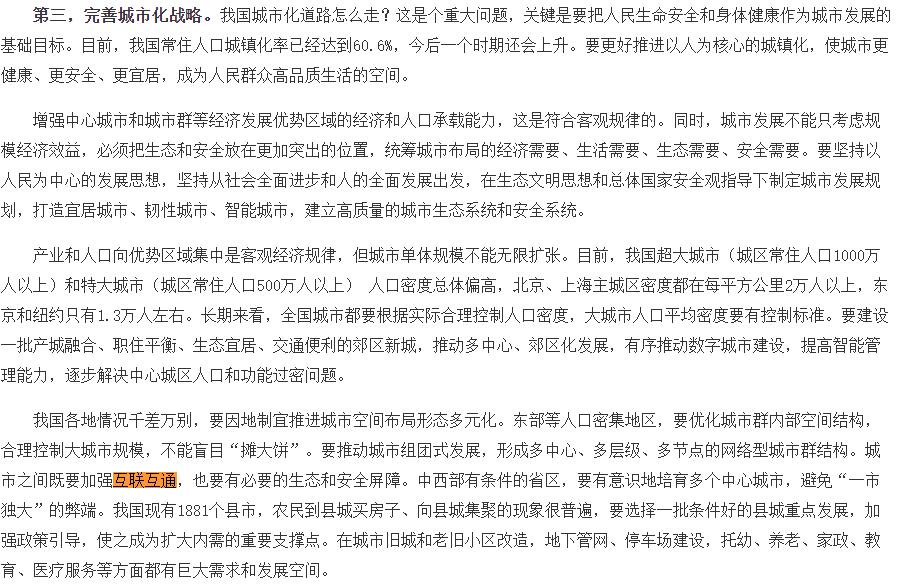 第三，完善城市化战略。我国城市化道路怎么走？这是个重大问题，关键是要把人民生命安全和身体健康作为城市发展的
基础目标。目前，我国常住人口城镇化率已经达到60.6%，今后一个时期还会上升。要更好推进以人为核心的城镇化，使城市更
健康、更安全、更宜居，成为人民群众高品质生活的空间。
增强中心城市和城市群等经济发展优势区域的经济和人口承载能力，这是符合客观规律的。同时，城市发展不能只考虑规
模经济效益，必须把生态和安全放在更加突出的位置，统筹城市布局的经济需要、生活需要、生态需要、安全需要。要坚持以
人民为中心的发展思想，坚持从社会全面进步和人的全面发展出发，在生态文明思想和总体国家安全观指导下制定城市发展规
划，打造宜居城市、韧性城市、智能城市，建立高质量的城市生态系统和安全系统。
产业和人口向优势区域集中是客观经济规律，但城市单体规模不能无限扩张。目前，我国超大城市（城区常住人口1000万
人以上）和特大城市（城区常住人口500万人以上） 人口密度总体偏高，北京、上海主城区密度都在每平方公里2万人以上，东
京和纽约只有1.3万人左右。长期来看，全国城市都要根据实际合理控制人口密度，大城市人口平均密度要有控制标准。要建设
一批产城融合、职住平衡、生态宜居、交通便利的郊区新城，推动多中心、郊区化发展，有序推动数字城市建设，提高智能管
理能力，逐步解决中心城区人口和功能过密问题。
我国各地情况千差万别，要因地制宜推进城市空间布局形态多元化。东部等人口密集地区，要优化城市群内部空间结构，
合理控制大城市规模，不能盲目“摊大饼”。要推动城市组团式发展，形成多中心、多层级、多节点的网络型城市群结构。城
市之间既要加强互联互通，也要有必要的生态和安全屏障。中西部有条件的省区，要有意识地培育多个中心城市，避免“一市
独大”的弊端。我国现有1881个县市，农民到县城买房子、向县城集聚的现象很普遍，要选择一批条件好的县城重点发展，加
强政策引导，使之成为扩大内需的重要支撑点。在城市旧城和老旧小区改造，地下管网、停车场建设，托幼、养老、家政、教
育、医疗服务等方面都有巨大需求和发展空间。